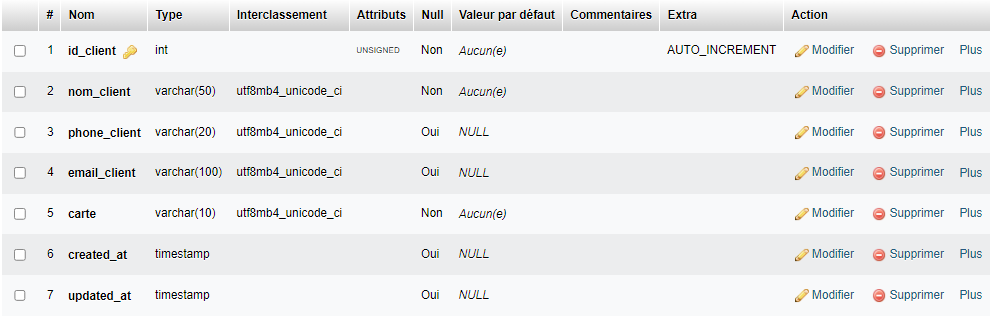 # Nom Type Interclassement Attributs Null Valeur par défaut Commentaires Extra Action
1 id_client int UNSIGNED Non Aucun(e) AUTO_INCREMENT Modifier Supprimer Plus
2 nom_client varchar(50) utf8mb4_unicode_ci Non Aucun(e) Modifier Supprimer Plus
3 phone_client varchar(20) utf8mb4_unicode_ci Oui NULL Modifier Supprimer Plus
4 email_client varchar(100) utf8mb4_unicode_ci Oui NULL Modifier Supprimer Plus
5 carte varchar(10) utf8mb4_unicode_ci Non Aucun(e) Modifier Supprimer Plus
6 created_at timestamp Oui NULL Modifier Supprimer Plus
7 updated_at timestamp Oui NULL Modifier Supprimer Plus